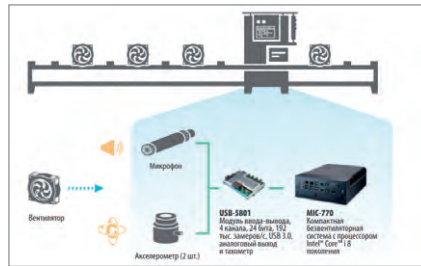 Микрофон
Вентилятор
Акселерометр (2 шт.)
USB-5801
Модуль ввода-вывода,
4 канала, 24 бита, 192
тыс. замеров/с, USB 3.0,
аналоговый выход
и тахометр
MIC-770
Компактная
безвентиляторная
система с процессором
Intel® Core™ i 8
поколения